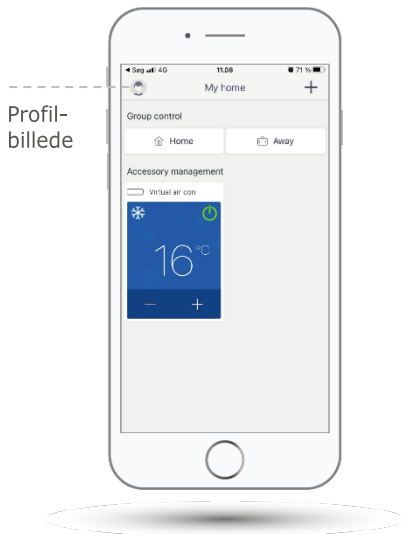 Søg 4G 11.08 71 %
My home +
Profil-
billede
Group control
Home Away
Accessory management
Virtual air con
16 °C
— +